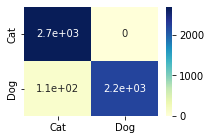 Cat 2.7e+03 0
Dog 1.1e+02 2.2e+03
Cat Dog
2000
1000
0